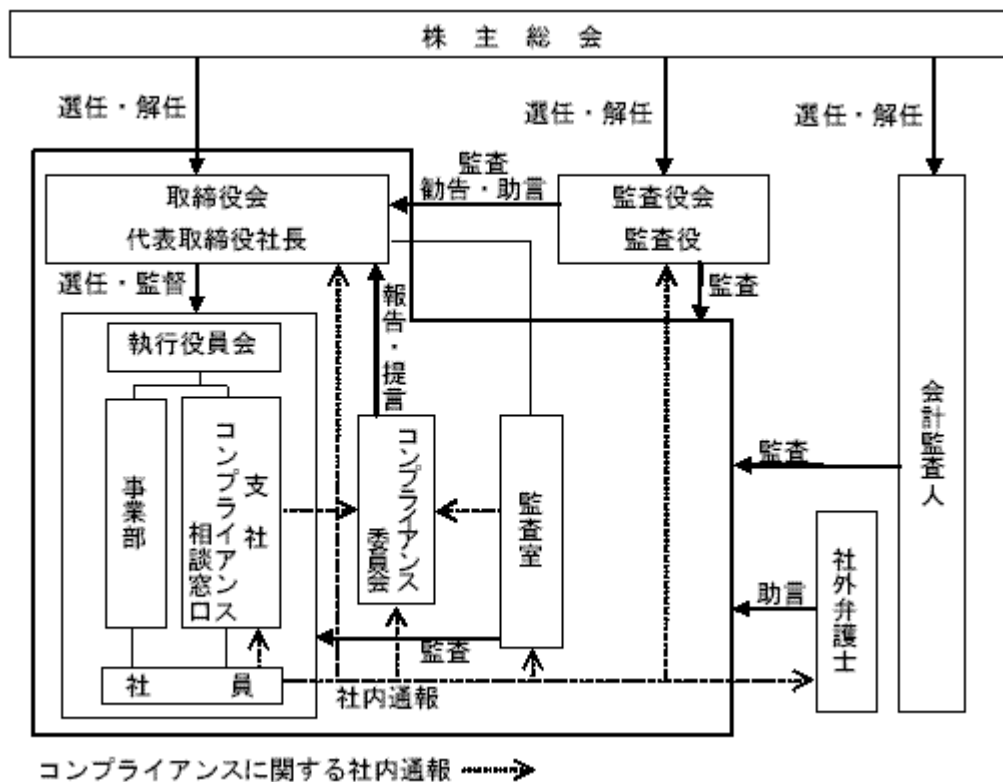 株主総会
選任・解任
選任・解任
選任・解任
監査
勧告・助言
取締役会
代表取締役社長
監査役会
監査役
選任・監督
監査
報告・提言
執行役員会
事業部
支社
コンプライアンス
相談窓口
コンプライアンス
委員会
監査室
監査
会計監査人
助言
社外弁護士
監査
社員
社内通報
コンプライアンスに関する社内通報